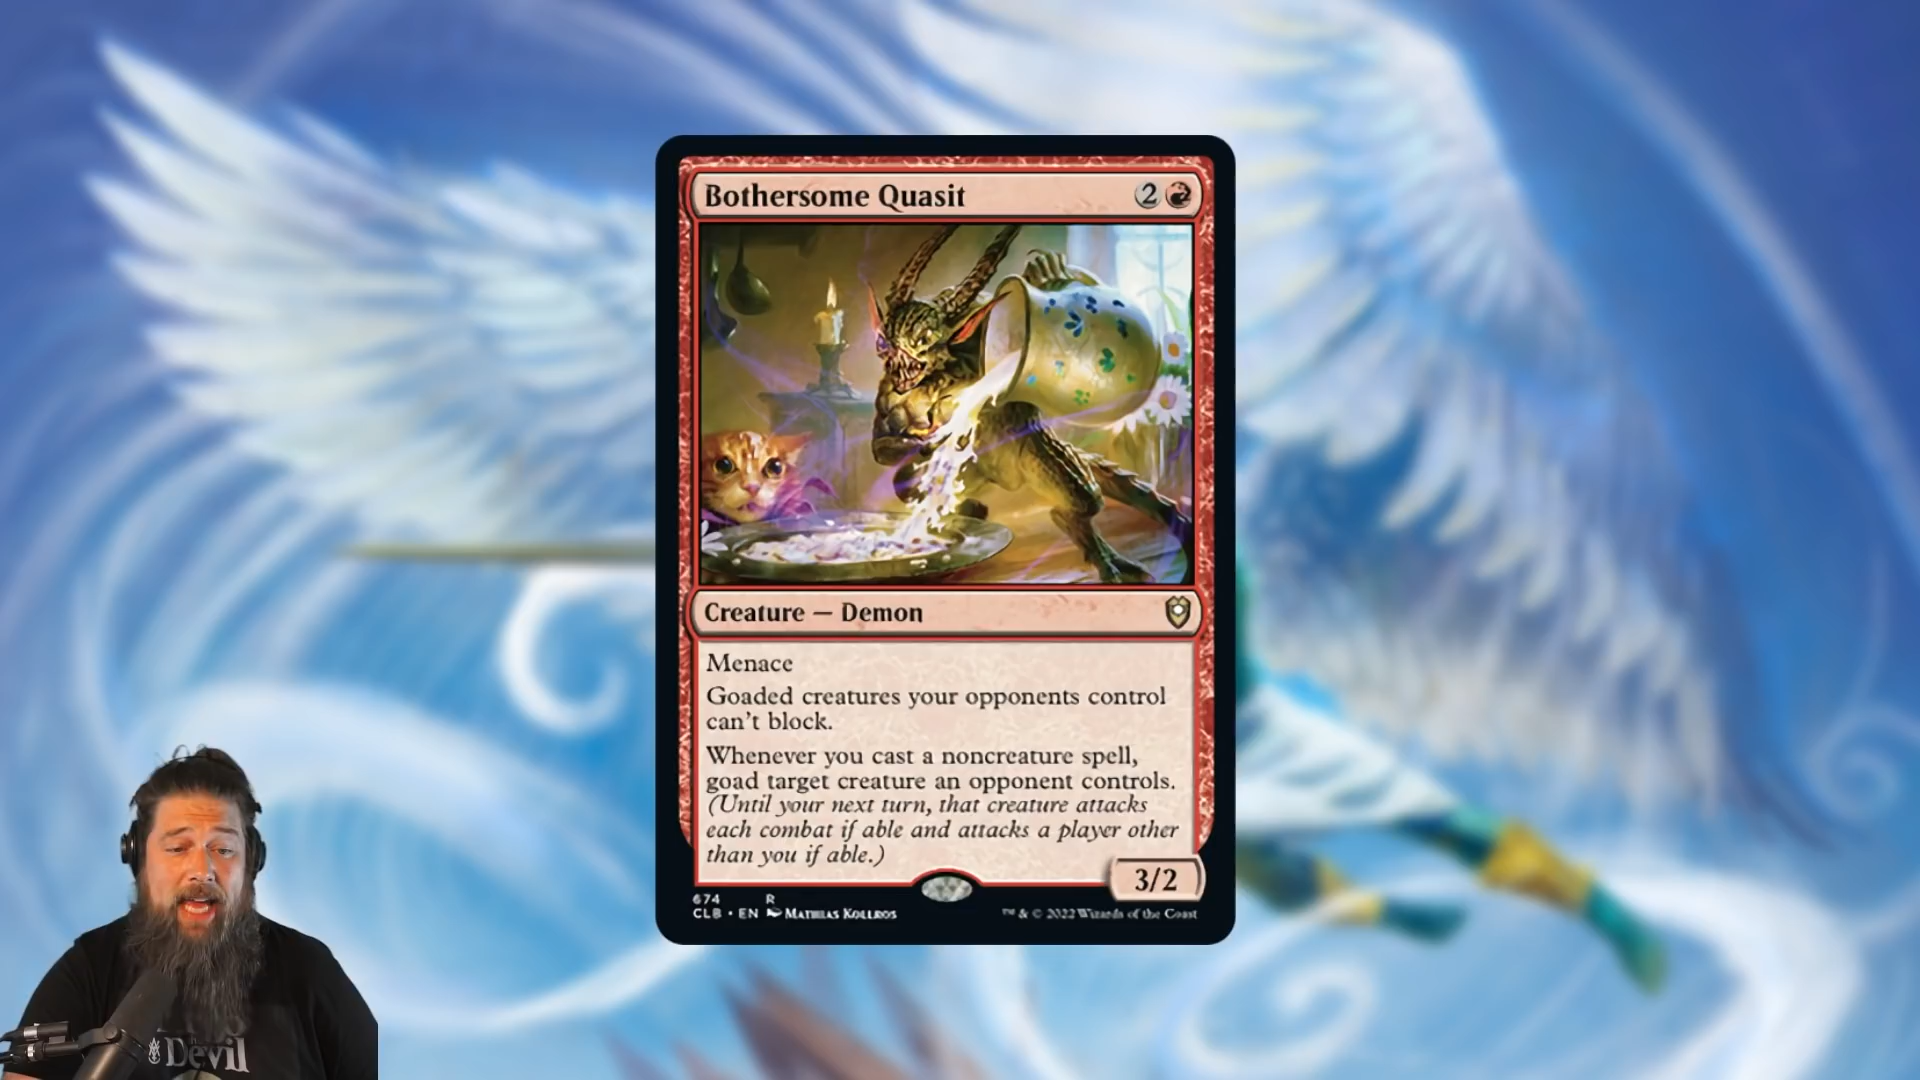 Bothersome Quasit 2
Creature — Demon
Menace
Goaded creatures your opponents control
can't block.
Whenever you cast a noncreature spell,
goad target creature an opponent controls.
(Until your next turn, that creature attacks
each combat if able and attacks a player other
than you if able.)
3/2
674 R
CLB • EN Mathias Kollros
™ & © 2022 Wizards of the Coast
Devil